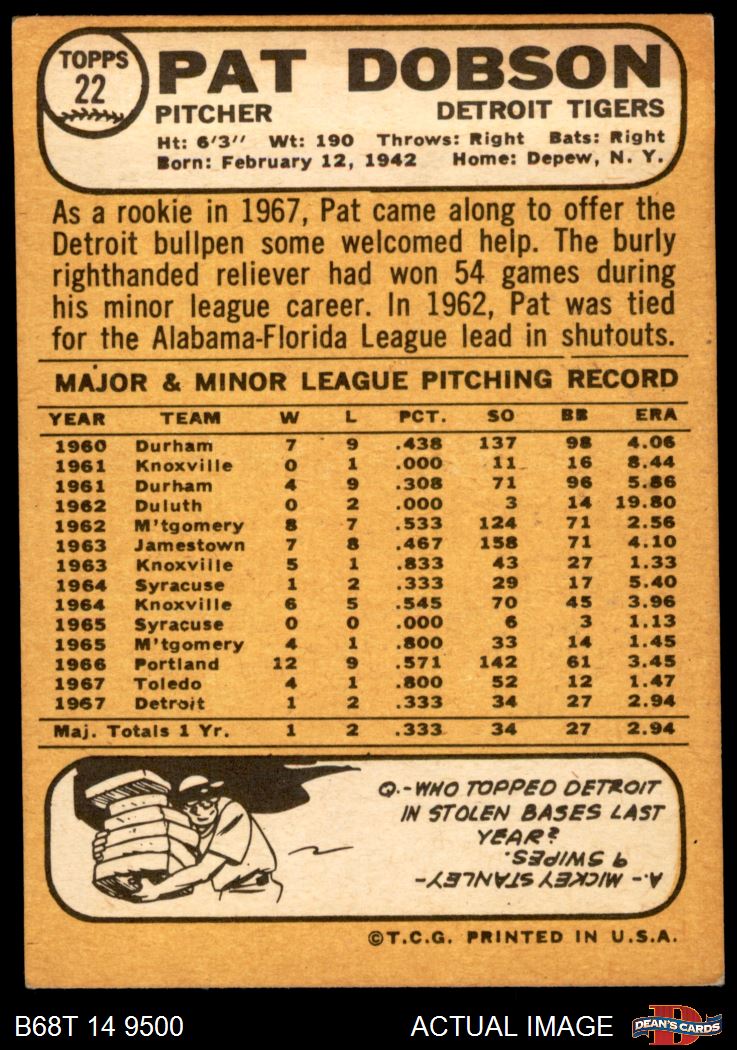 TOPPS
22
PAT DOBSON
PITCHER DETROIT TIGERS
Ht: 6'3" Wt: 190 Throws: Right Bats: Right
Born: February 12, 1942 Home: Depew, N. Y.
As a rookie in 1967, Pat came along to offer the
Detroit bullpen some welcomed help. The burly
righthanded reliever had won 54 games during
his minor league career. In 1962, Pat was tied
for the Alabama-Florida League lead in shutouts.
MAJOR & MINOR LEAGUE PITCHING RECORD
YEAR TEAM W L PCT. SO BB ERA
1960 Durham 7 9 .438 137 98 4.06
1961 Knoxville 0 1 .000 11 16 8.44
1961 Durham 4 9 .308 71 96 5.86
1962 Duluth 0 2 .000 3 14 19.80
1962 M'tgomery 8 7 .533 124 71 2.56
1963 Jamestown 7 8 .467 158 71 4.10
1963 Knoxville 5 1 .833 43 27 1.33
1964 Syracuse 1 2 .333 29 17 5.40
1964 Knoxville 6 5 .545 70 45 3.96
1965 Syracuse 0 0 .000 6 3 1.13
1965 M'tgomery 4 1 .800 33 14 1.45
1966 Portland 12 9 .571 142 61 3.45
1967 Toledo 4 1 .800 52 12 1.47
1967 Detroit 1 2 .333 34 27 2.94
Maj. Totals 1 Yr. 1 2 .333 34 27 2.94
Q.-WHO TOPPED DETROIT
IN STOLEN BASES LAST
YEAR?
A.- MICKEY STANLEY-
9 SWIPES.
©T.C.G. PRINTED IN U.S.A.
B68T 14 9500 ACTUAL IMAGE DEAN'S CARDS